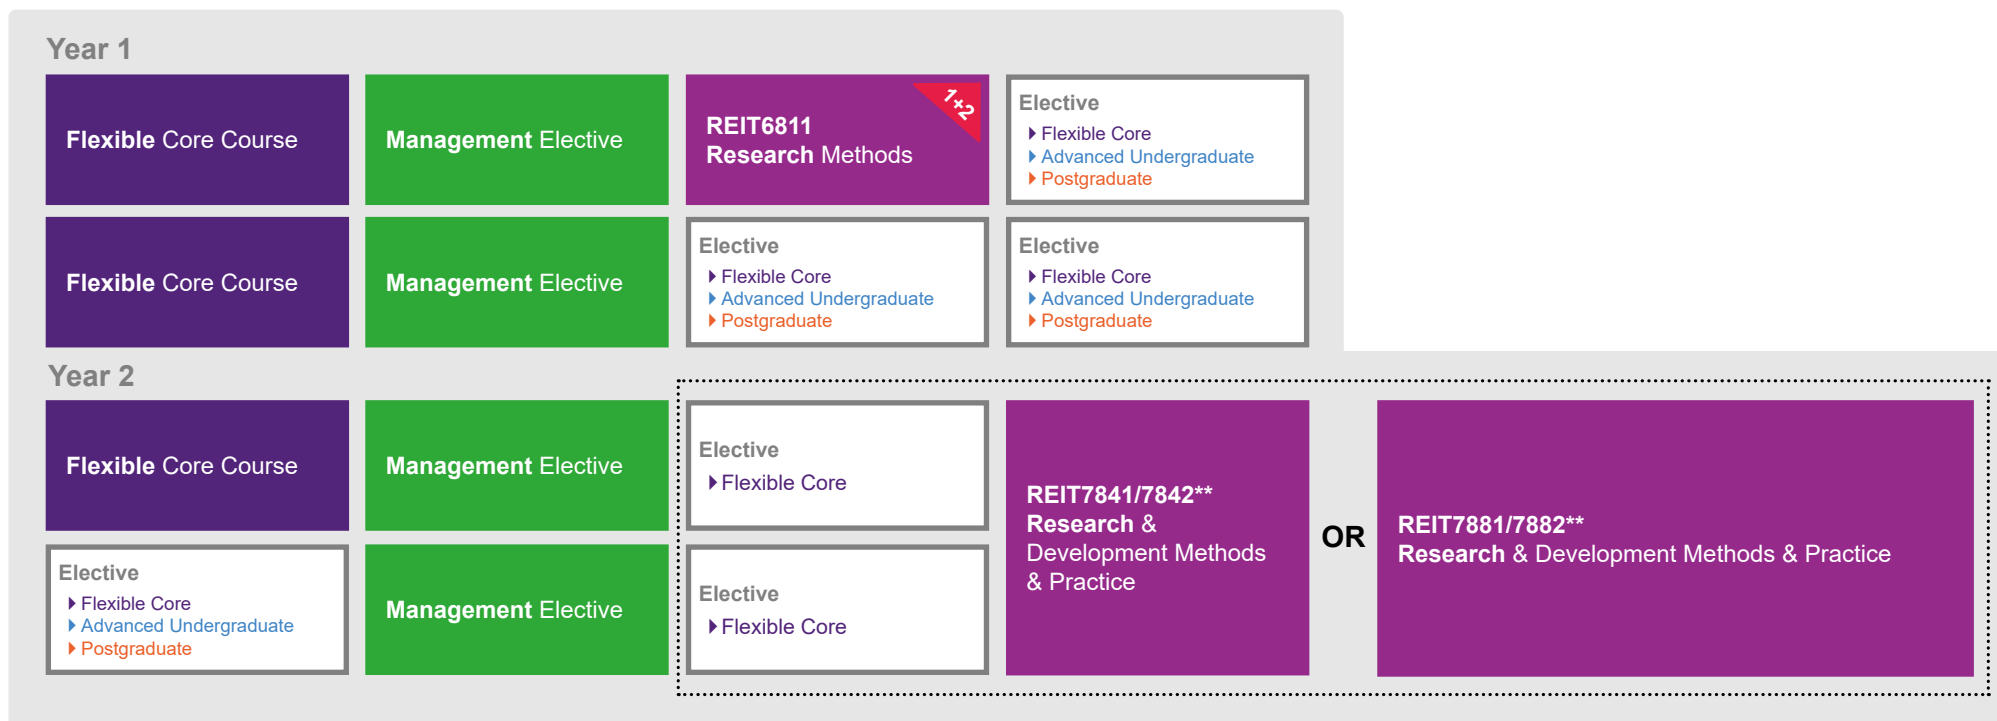 Year 1
Flexible Core Course
Management Elective
REIT6811
Research Methods
1+2
Elective
Flexible Core
Advanced Undergraduate
Postgraduate
Flexible Core Course
Management Elective
Elective
Flexible Core
Advanced Undergraduate
Postgraduate
Elective
Flexible Core
Advanced Undergraduate
Postgraduate
Year 2
Flexible Core Course
Management Elective
Elective
Flexible Core
REIT7841/7842**
Research &
Development Methods
& Practice
OR
REIT7881/7882**
Research & Development Methods & Practice
Elective
Flexible Core
Advanced Undergraduate
Postgraduate
Management Elective
Elective
Flexible Core